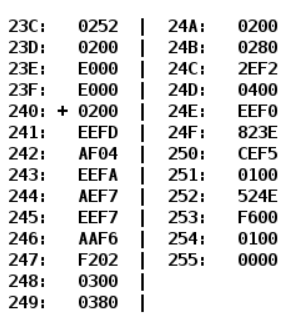 23C: 0252 | 24A: 0200
23D: 0200 | 24B: 0280
23E: E000 | 24C: 2EF2
23F: E000 | 24D: 0400
240: + 0200 | 24E: EEF0
241: EEFD | 24F: 823E
242: AF04 | 250: CEF5
243: EEFA | 251: 0100
244: AEF7 | 252: 524E
245: EEF7 | 253: F600
246: AAF6 | 254: 0100
247: F202 | 255: 0000
248: 0300 |
249: 0380 |